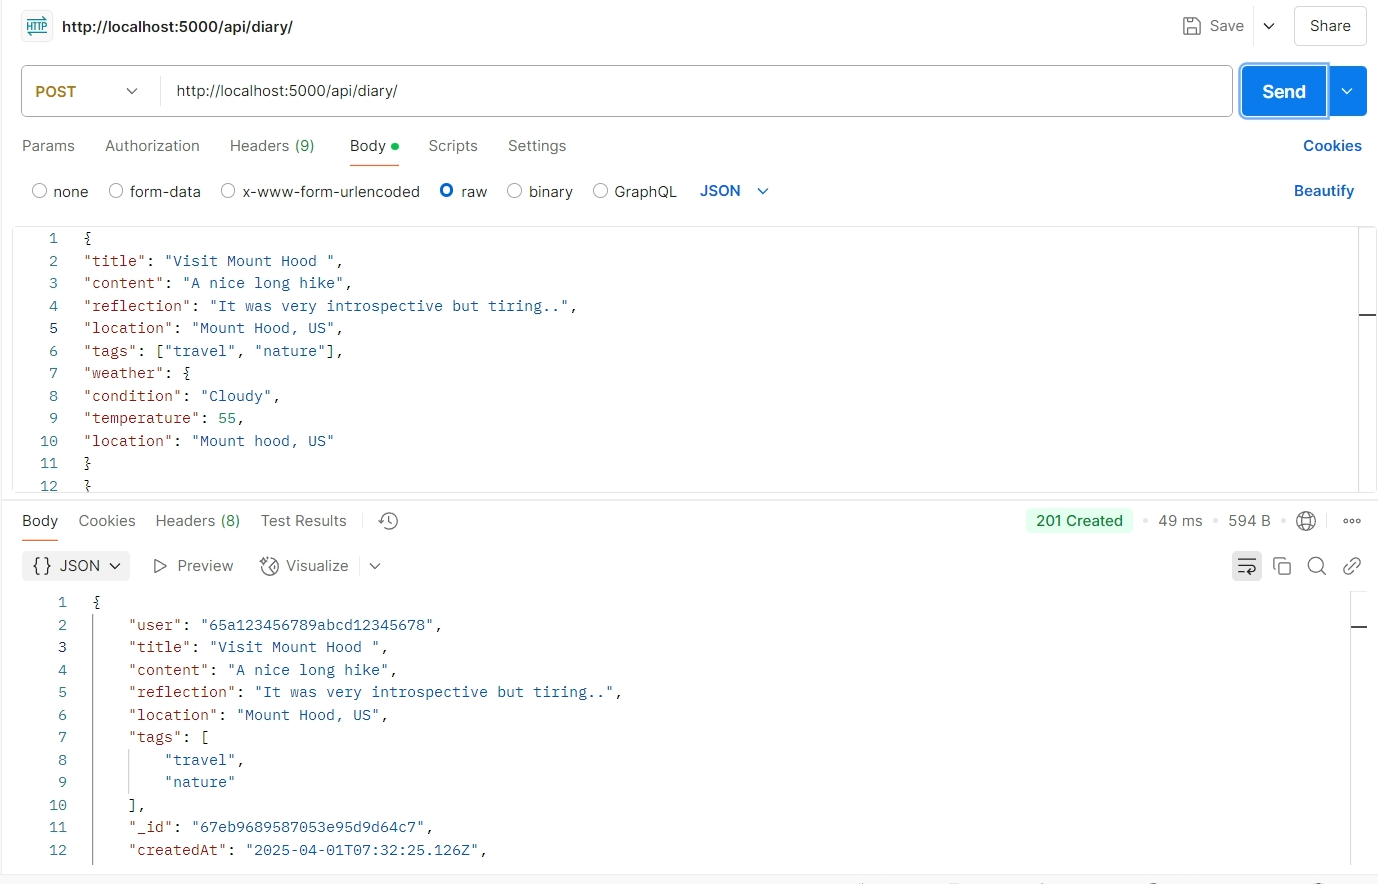 HTTP http://localhost:5000/api/diary/ Save Share
POST http://localhost:5000/api/diary/ Send
Params Authorization Headers (9) Body Scripts Settings Cookies
none form-data x-www-form-urlencoded raw binary GraphQL JSON Beautify
1 {
2 "title": "Visit Mount Hood ",
3 "content": "A nice long hike",
4 "reflection": "It was very introspective but tiring..",
5 "location": "Mount Hood, US",
6 "tags": ["travel", "nature"],
7 "weather": {
8 "condition": "Cloudy",
9 "temperature": 55,
10 "location": "Mount hood, US"
11 }
12 }
Body Cookies Headers (8) Test Results 201 Created 49 ms 594 B
{} JSON Preview Visualize
1 {
2 "user": "65a123456789abcd12345678",
3 "title": "Visit Mount Hood ",
4 "content": "A nice long hike",
5 "reflection": "It was very introspective but tiring..",
6 "location": "Mount Hood, US",
7 "tags": [
8 "travel",
9 "nature"
10 ],
11 "_id": "67eb9689587053e95d9d64c7",
12 "createdAt": "2025-04-01T07:32:25.126Z",